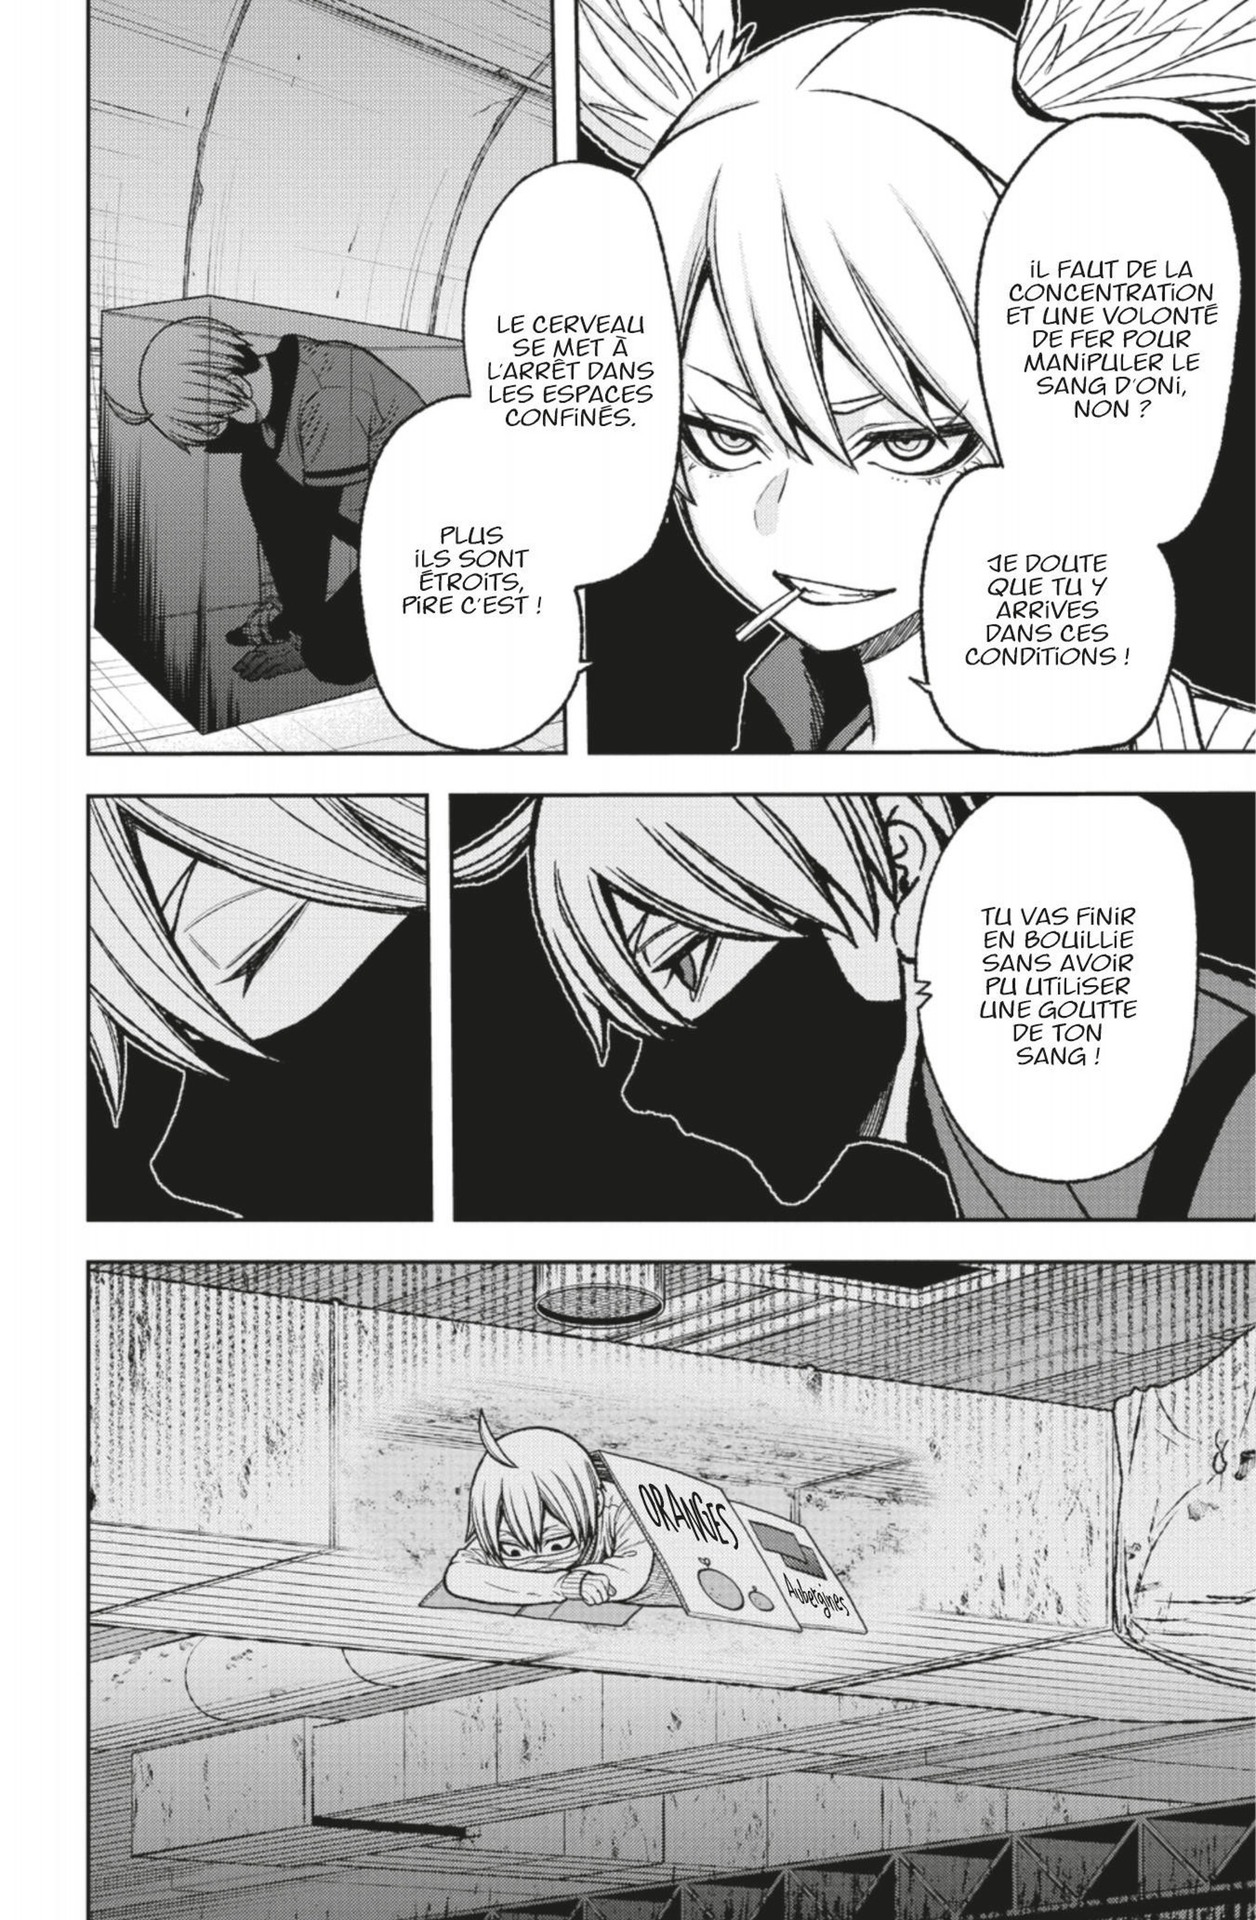 IL FAUT DE LA
CONCENTRATION
ET UNE VOLONTÉ
DE FER POUR
MANIPULER LE
SANG D'ONI,
NON ?
JE DOUTE
QUE TU Y
ARRIVES
DANS CES
CONDITIONS !
LE CERVEAU
SE MET À
L'ARRÊT DANS
LES ESPACES
CONFINÉS.
PLUS
ILS SONT
ÉTROITS,
PIRE C'EST !
TU VAS FINIR
EN BOUILLIE
SANS AVOIR
PU UTILISER
UNE GOUTTE
DE TON
SANG !
ORANGES
Aubergines